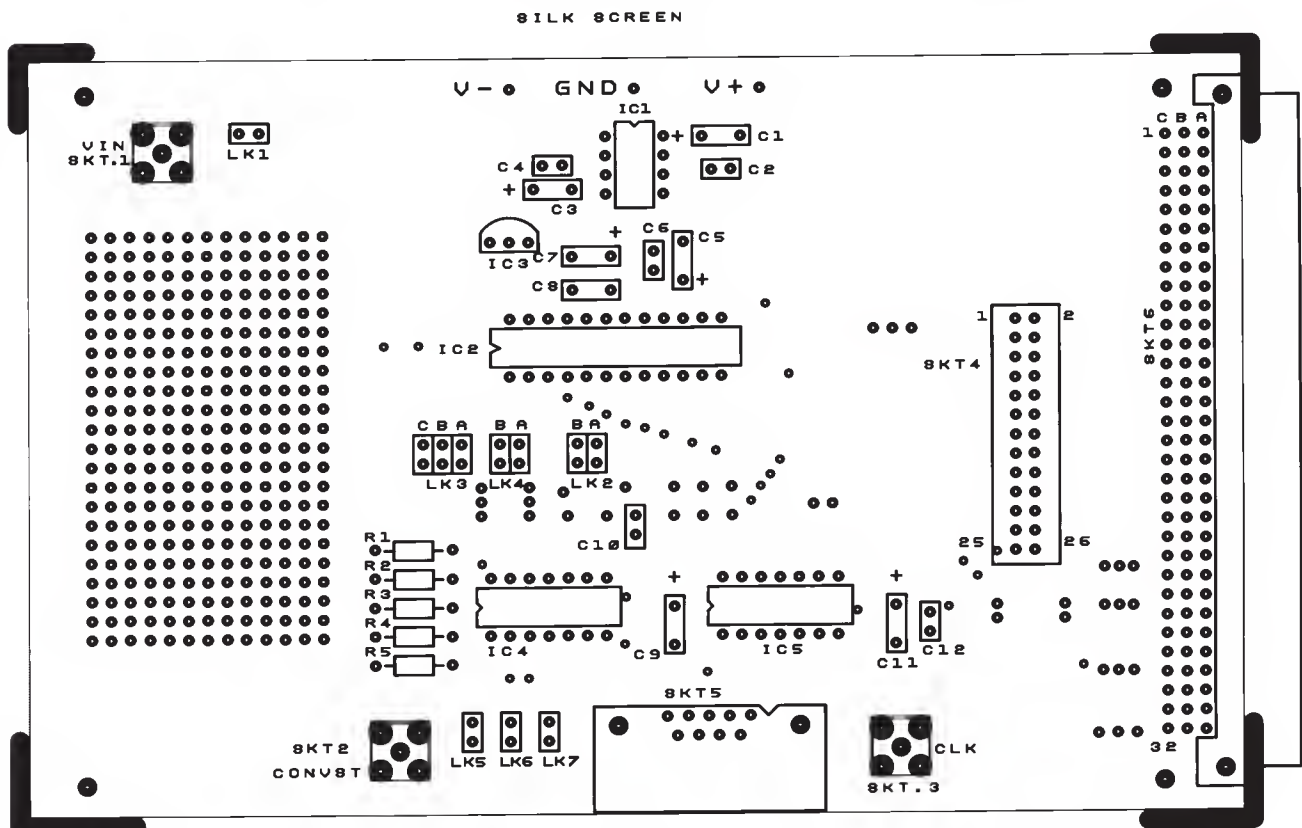 SILK SCREEN
V- GND V+
IC1
VIN
SKT.1
LK1
+ C1
C4
C2
+
C3
C B A
1
IC3
C7
+
C6
C5
+
C8
IC2
SKT4
1 2
SKT6
C B A
B A
B A
LK3
LK4
LK2
C10
25 26
R1
R2
R3
R4
R5
IC4
+
C9
IC5
+
C11
C12
SKT5
SKT2
CONVST
LK5 LK6 LK7
CLK
SKT.3
32